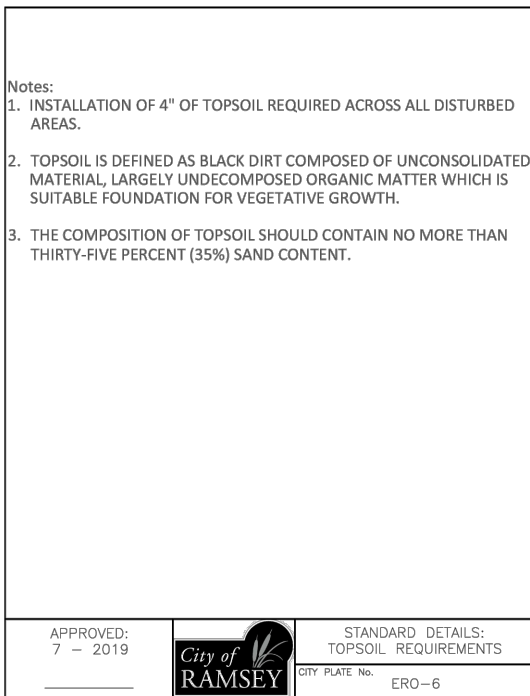 Notes:
1. INSTALLATION OF 4" OF TOPSOIL REQUIRED ACROSS ALL DISTURBED
AREAS.
2. TOPSOIL IS DEFINED AS BLACK DIRT COMPOSED OF UNCONSOLIDATED
MATERIAL, LARGELY UNDECOMPOSED ORGANIC MATTER WHICH IS
SUITABLE FOUNDATION FOR VEGETATIVE GROWTH.
3. THE COMPOSITION OF TOPSOIL SHOULD CONTAIN NO MORE THAN
THIRTY-FIVE PERCENT (35%) SAND CONTENT.
APPROVED:
7 - 2019
City of
RAMSEY
STANDARD DETAILS:
TOPSOIL REQUIREMENTS
CITY PLATE No.
ERO-6